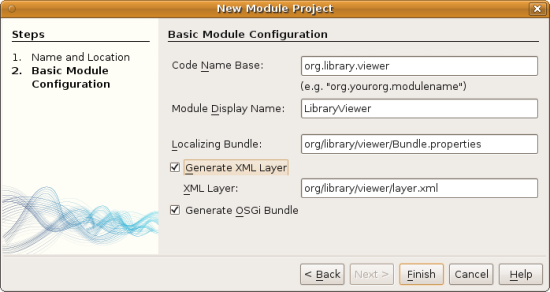 New Module Project
Steps
1. Name and Location
2. Basic Module
Configuration
Basic Module Configuration
Code Name Base: org.library.viewer
(e.g. "org.yourorg.modulename")
Module Display Name: LibraryViewer
Localizing Bundle: org/library/viewer/Bundle.properties
Generate XML Layer
XML Layer: org/library/viewer/layer.xml
Generate OSGi Bundle
< Back Next > Finish Cancel Help